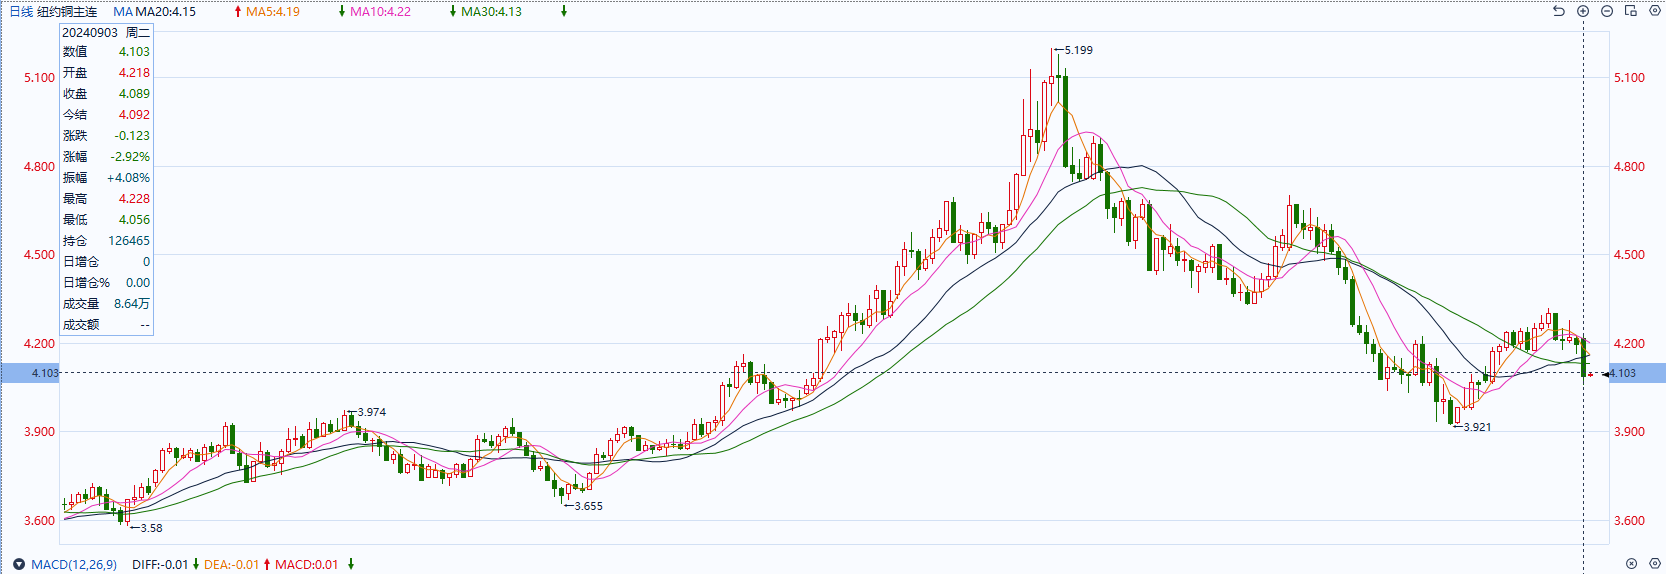 日线 纽约铜主连 MA MA20:4.15 MA5:4.19 MA10:4.22 MA30:4.13
20240903 周二
数值 4.103
开盘 4.218
收盘 4.089
今结 4.092
涨跌 -0.123
涨幅 -2.92%
振幅 +4.08%
最高 4.228
最低 4.056
持仓 126465
日增仓 0
日增仓% 0.00
成交量 8.64万
成交额 --
5.199
5.100 5.100
4.800 4.800
4.500 4.500
4.200 4.200
4.103 4.103
3.974
3.921
3.900 3.900
3.655
3.600 3.600
3.58
MACD(12,26,9) DIFF:-0.01 DEA:-0.01 MACD:0.01